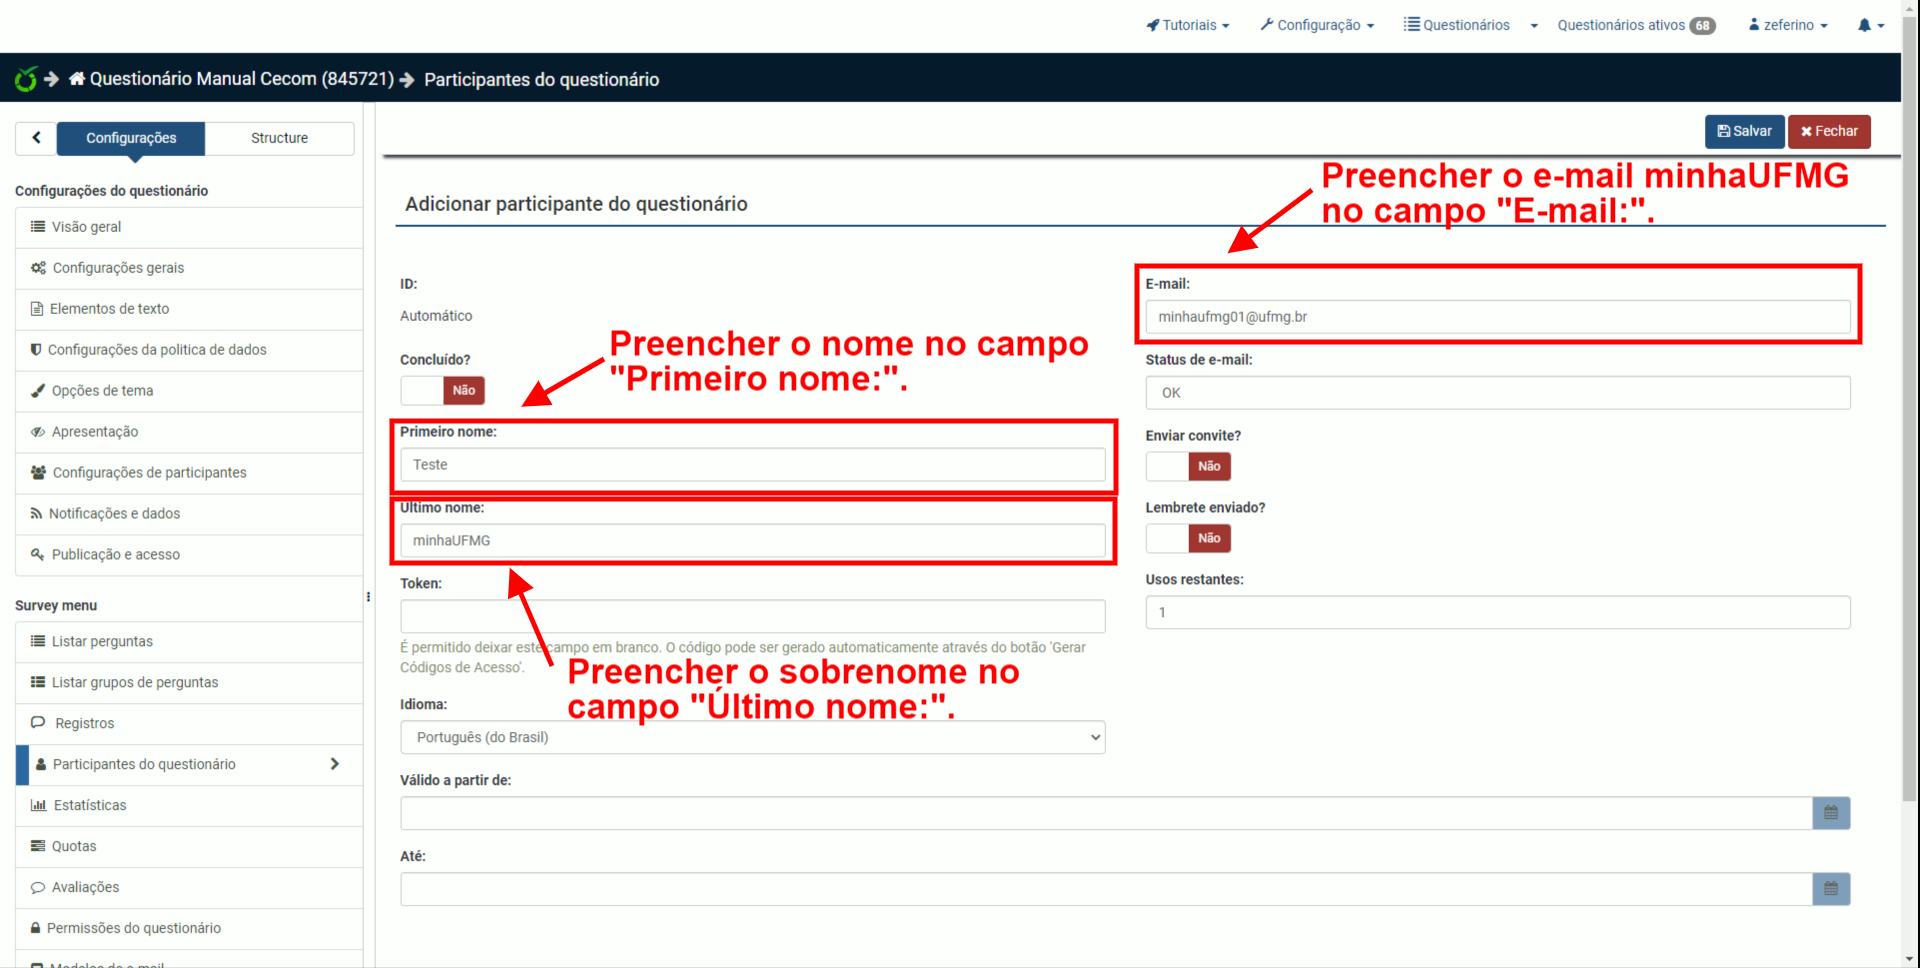 Tutoriais
Configuração
Questionários
Questionários ativos 68
zeferino
Questionário Manual Cecom (845721) Participantes do questionário
Configurações
Structure
Salvar
Fechar
Configurações do questionário
Visão geral
Configurações gerais
Elementos de texto
Configurações da politica de dados
Opções de tema
Apresentação
Configurações de participantes
Notificações e dados
Publicação e acesso
Survey menu
Listar perguntas
Listar grupos de perguntas
Registros
Participantes do questionário
Estatísticas
Quotas
Avaliações
Permissões do questionário
Modelos de e-mail
Adicionar participante do questionário
Preencher o e-mail minhaUFMG
no campo "E-mail:".
ID:
Automático
Concluído?
Não
Preencher o nome no campo
"Primeiro nome:".
Primeiro nome:
Teste
Último nome:
minhaUFMG
Token:
É permitido deixar este campo em branco. O código pode ser gerado automaticamente através do botão 'Gerar
Códigos de Acesso'.
Preencher o sobrenome no
campo "Último nome:".
Idioma:
Português (do Brasil)
Válido a partir de:
Até:
E-mail:
minhaufmg01@ufmg.br
Status de e-mail:
OK
Enviar convite?
Não
Lembrete enviado?
Não
Usos restantes:
1